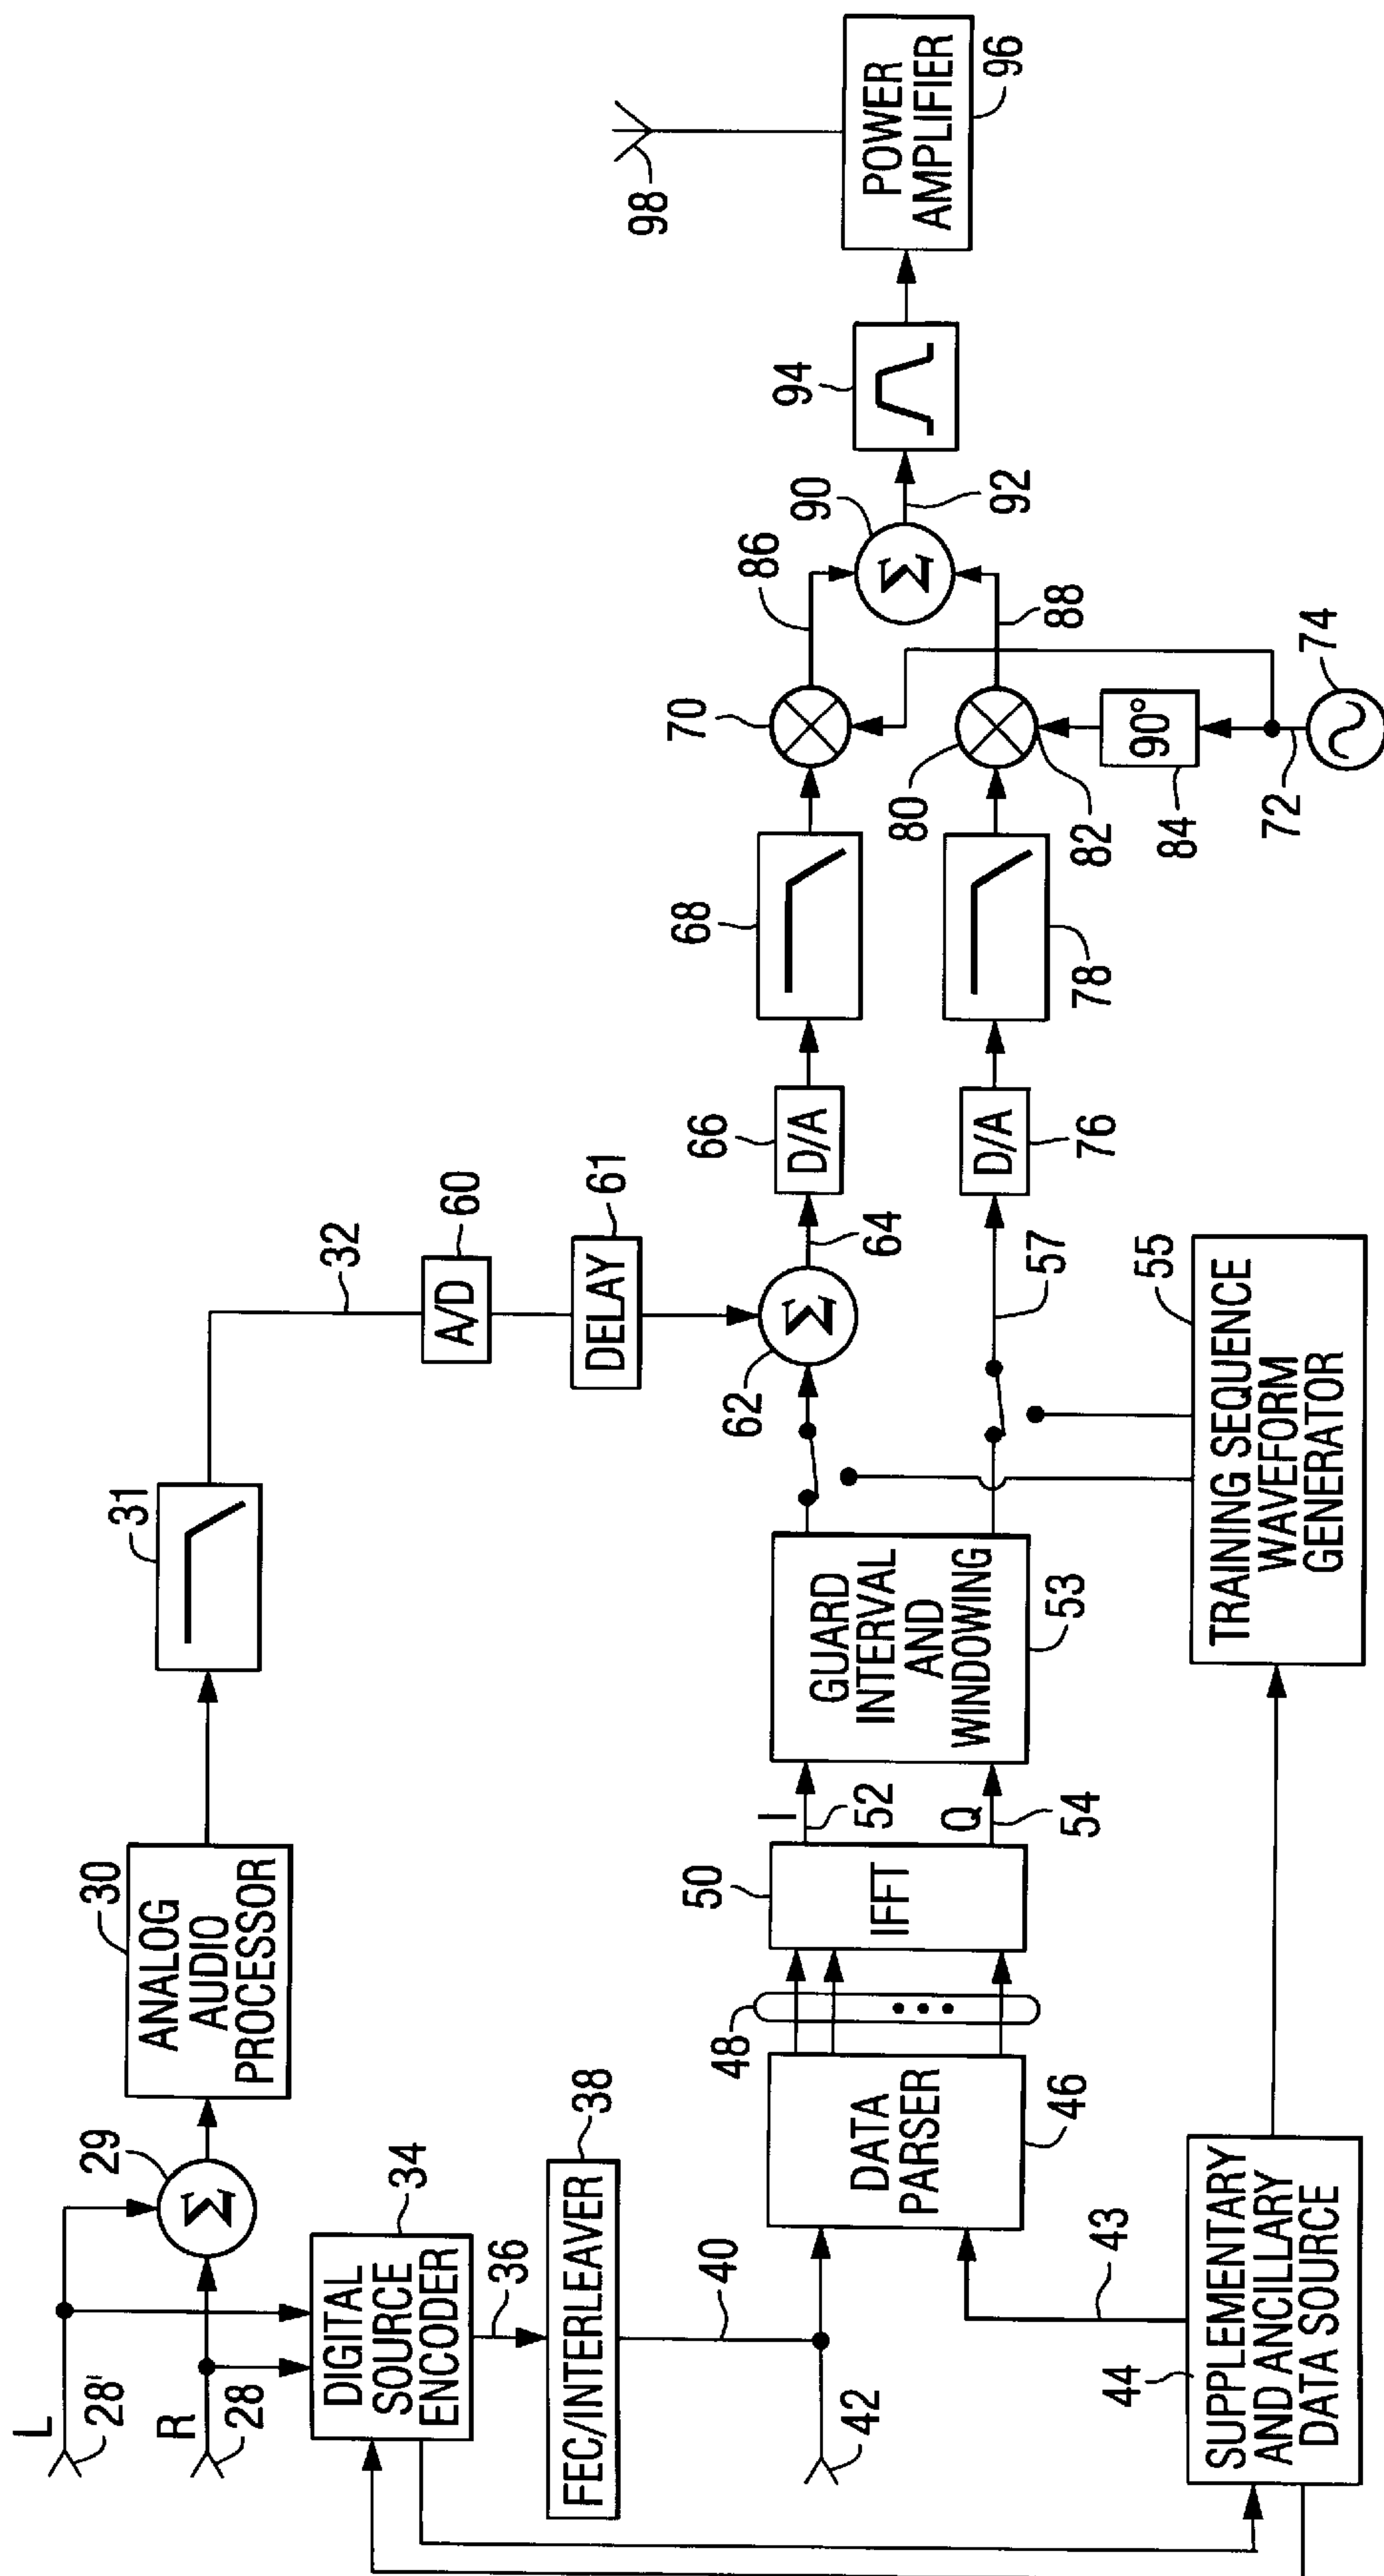 L
28'
R
28
29
Σ
30
ANALOG
AUDIO
PROCESSOR
31
32
34
DIGITAL
SOURCE
ENCODER
36
38
FEC/INTERLEAVER
40
42
60
A/D
61
DELAY
44
SUPPLEMENTARY
AND ANCILLARY
DATA SOURCE
43
DATA
PARSER
46
48
50
IFFT
I
52
Q
54
GUARD
INTERVAL
AND
WINDOWING
53
55
TRAINING SEQUENCE
WAVEFORM
GENERATOR
57
62
Σ
64
66
D/A
76
D/A
68
78
70
80
82
84
90°
72
74
86
88
90
Σ
92
94
98
POWER
AMPLIFIER
96